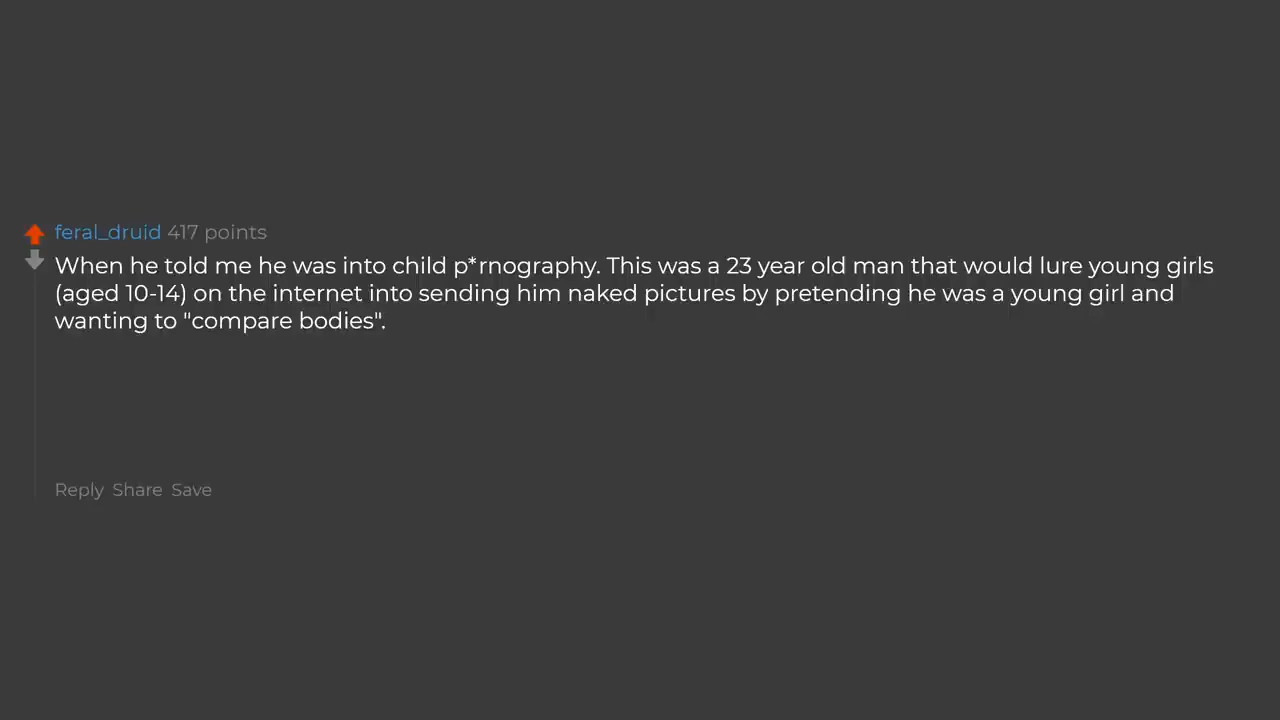 feral_druid 417 points
When he told me he was into child p*rnography. This was a 23 year old man that would lure young girls
(aged 10-14) on the internet into sending him naked pictures by pretending he was a young girl and
wanting to "compare bodies".
Reply Share Save